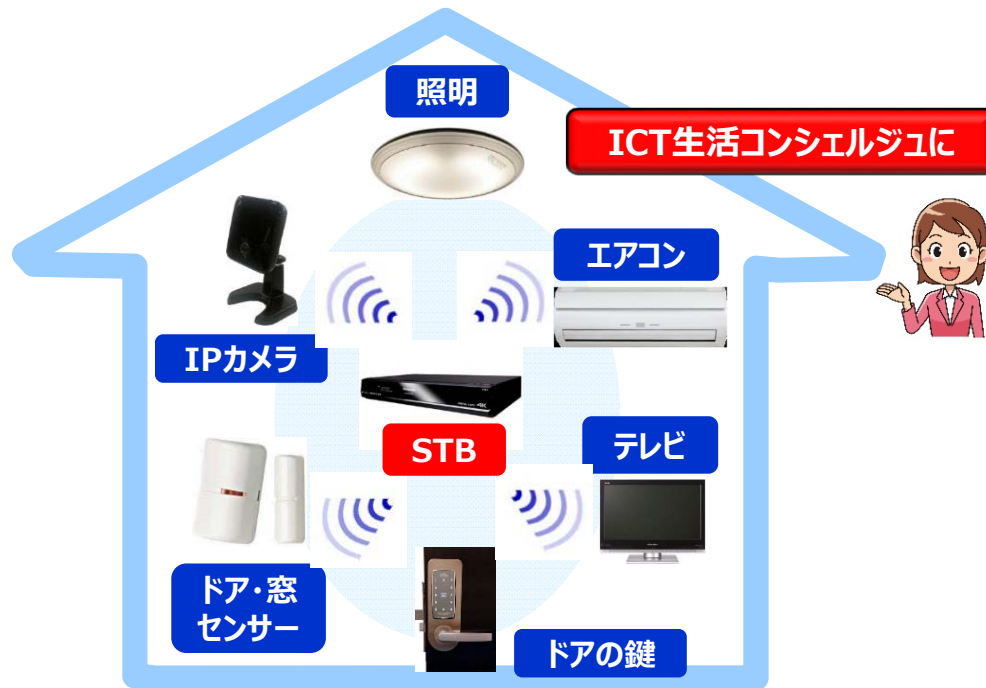 照明
ICT生活コンシェルジュに
エアコン
IPカメラ
4K
STB
テレビ
ドア・窓
センサー
ドアの鍵